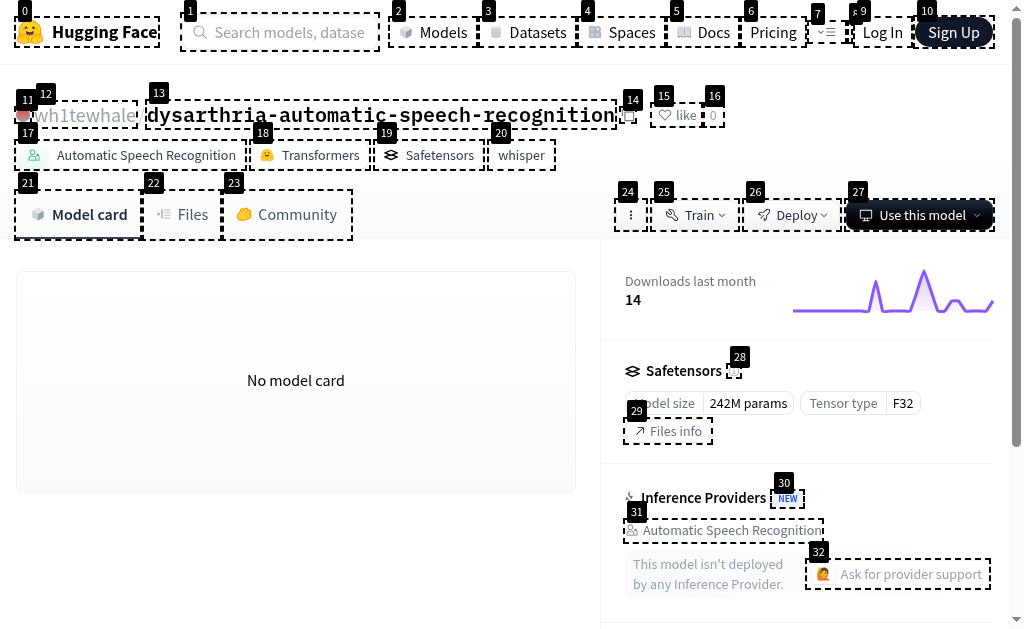 0 1 2 3 4 5 6 7 9 10
Hugging Face Search models, datase Models Datasets Spaces Docs Pricing Log In Sign Up
11 12 13 14 15 16
wh1tewhale/dysarthria-automatic-speech-recognition like 0
17 18 19 20
Automatic Speech Recognition Transformers Safetensors whisper
21 22 23 24 25 26 27
Model card Files Community Train Deploy Use this model
Downloads last month
14
No model card
28
Safetensors
Model size 242M params Tensor type F32
29
Files info
30
Inference Providers NEW
31
Automatic Speech Recognition
32
This model isn't deployed
by any Inference Provider.
Ask for provider support